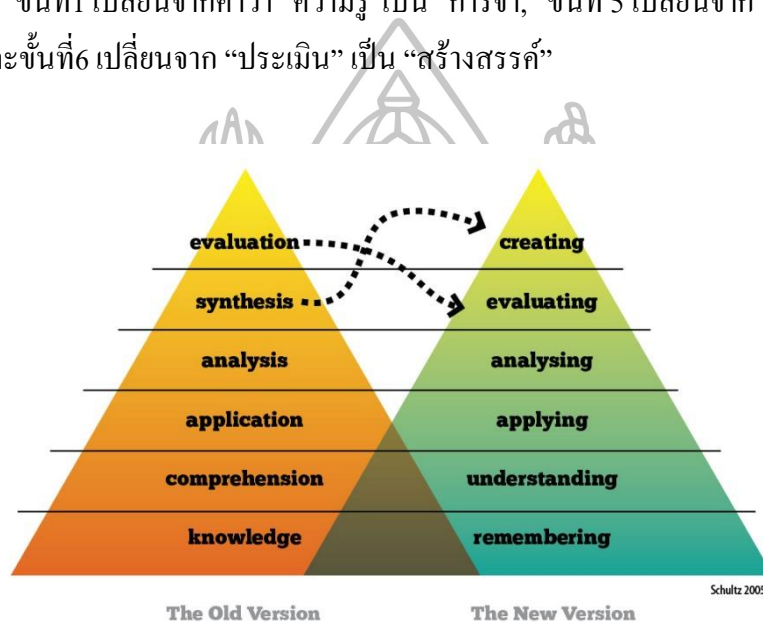 ขั้นที่1 เปลี่ยนจากคำว่า "ความรู้" เป็น "การจำ," ขั้นที่ 5 เปลี่ยนจาก
ขั้นที่6 เปลี่ยนจาก “ประเมิน” เป็น “สร้างสรรค์”
evaluation creating
synthesis evaluating
analysis analysing
application applying
comprehension understanding
knowledge remembering
Schultz 2005
The Old Version The New Version